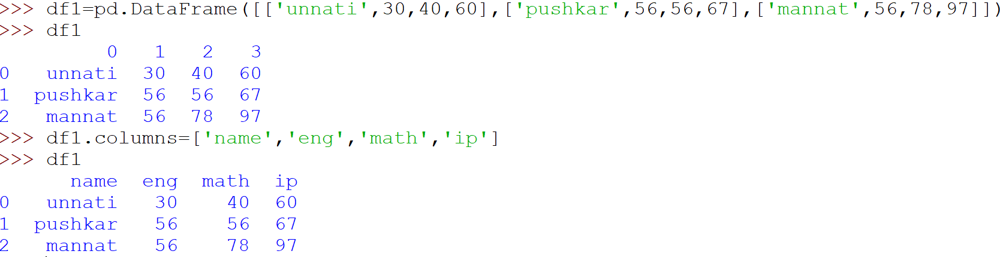 >>> df1=pd.DataFrame([['unnati',30,40,60],['pushkar',56,56,67],['mannat',56,78,97]])
>>> df1
         0   1   2   3
0   unnati  30  40  60
1  pushkar  56  56  67
2   mannat  56  78  97
>>> df1.columns=['name','eng','math','ip']
>>> df1
      name  eng  math  ip
0   unnati   30    40  60
1  pushkar   56    56  67
2   mannat   56    78  97